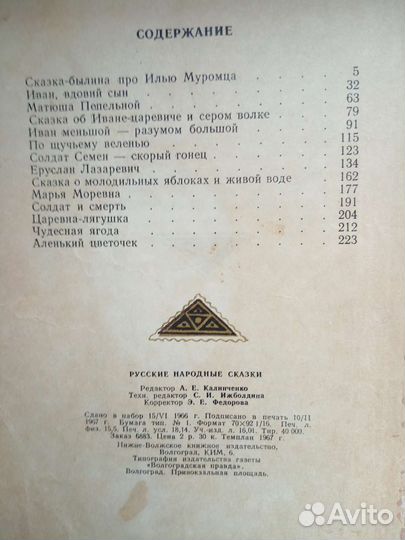 СОДЕРЖАНИЕ
Сказка-былина про Илью Муромца . . . . 5
Иван, вдовий сын . . . . . . . 32
Матюша Пепельной . . . . . . . 63
Сказка об Иване-царевиче и сером волке . . 79
Иван меньшой — разумом большой . . . . 91
По щучьему веленью . . . . . . . 115
Солдат Семен — скорый гонец . . . . . 123
Еруслан Лазаревич . . . . . . . 134
Сказка о молодильных яблоках и живой воде . 162
Марья Моревна . . . . . . . . 177
Солдат и смерть . . . . . . . . 191
Царевна-лягушка . . . . . . . 204
Чудесная ягода . . . . . . . . 212
Аленький цветочек . . . . . . . 223
РУССКИЕ НАРОДНЫЕ СКАЗКИ
Редактор А. Е. Калинченко
Техн. редактор С. И. Ижболдина
Корректор Э. Е. Федорова
Сдано в набор 15/VI 1966 г. Подписано в печать 10/II
1967 г. Бумага тип. № 1. Формат 70×92 1/16. Печ. л.
физ. 15,5. Печ. л. усл. 18,14. Уч.-изд. л. 16,01. Тир. 40 000.
Заказ 6883. Цена 2 р. 30 к. Темплан 1967 г.
Нижне-Волжское книжное издательство,
Волгоград, КИМ, 6.
Типография издательства газеты
«Волгоградская правда».
Волгоград. Привокзальная площадь.
Avito